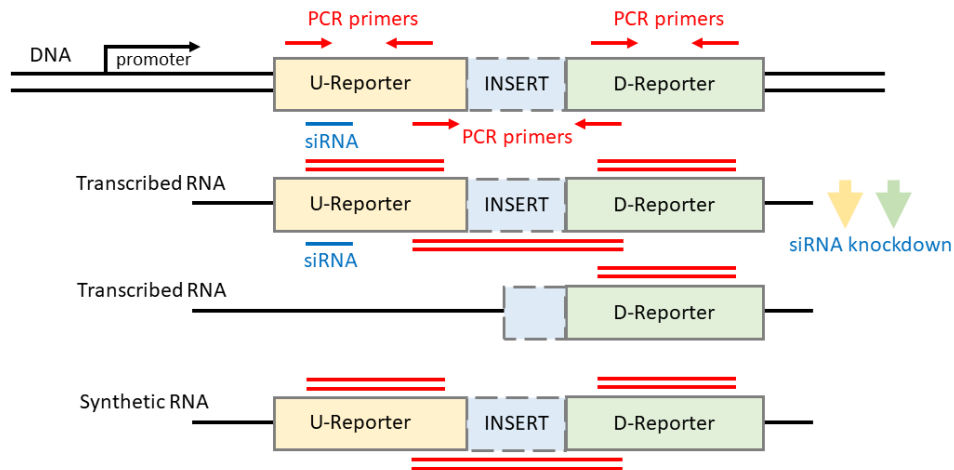 PCR primers
PCR primers
DNA
promoter
U-Reporter
INSERT
D-Reporter
siRNA
PCR primers
Transcribed RNA
U-Reporter
INSERT
D-Reporter
siRNA
siRNA knockdown
Transcribed RNA
D-Reporter
Synthetic RNA
U-Reporter
INSERT
D-Reporter